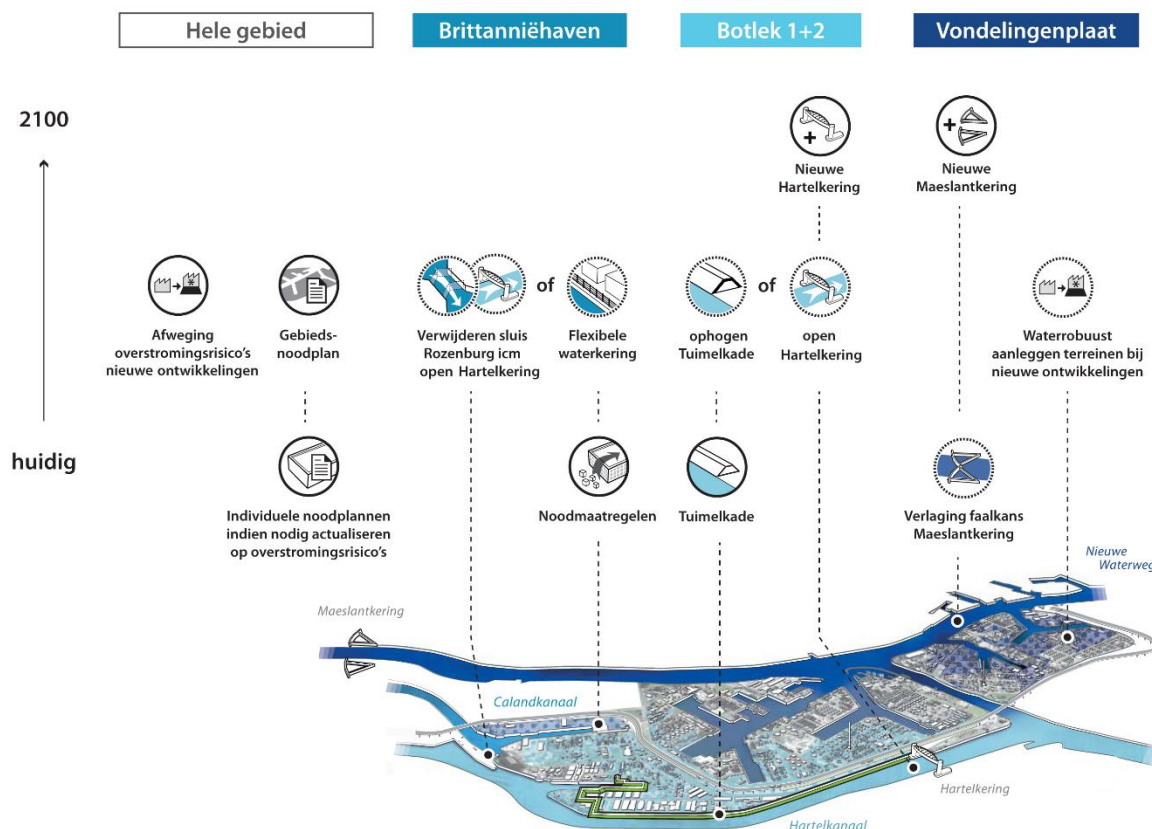 Hele gebied
Brittanniëhaven
Botlek 1+2
Vondelingenplaat
2100
huidig
Nieuwe
Hartelkering
Nieuwe
Maeslantkering
Afweging
overstromingsrisico's
nieuwe ontwikkelingen
Gebieds-
noodplan
Verwijderen sluis
Rozenburg icm
open Hartelkering
of
Flexibele
waterkering
ophogen
Tuimelkade
of
open
Hartelkering
Waterrobuust
aanleggen terreinen bij
nieuwe ontwikkelingen
Individuele noodplannen
indien nodig actualiseren
op overstromingsrisico's
Noodmaatregelen
Tuimelkade
Verlaging faalkans
Maeslantkering
Nieuwe
Waterweg
Maeslantkering
Calandkanaal
Hartelkering
Hartelkanaal